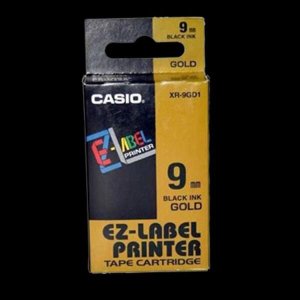 9 mm
BLACK INK
GOLD
CASIO
XR-9GD1
EZ-LABEL
PRINTER
9 mm
BLACK INK
GOLD
EZ-LABEL
PRINTER
TAPE CARTRIDGE